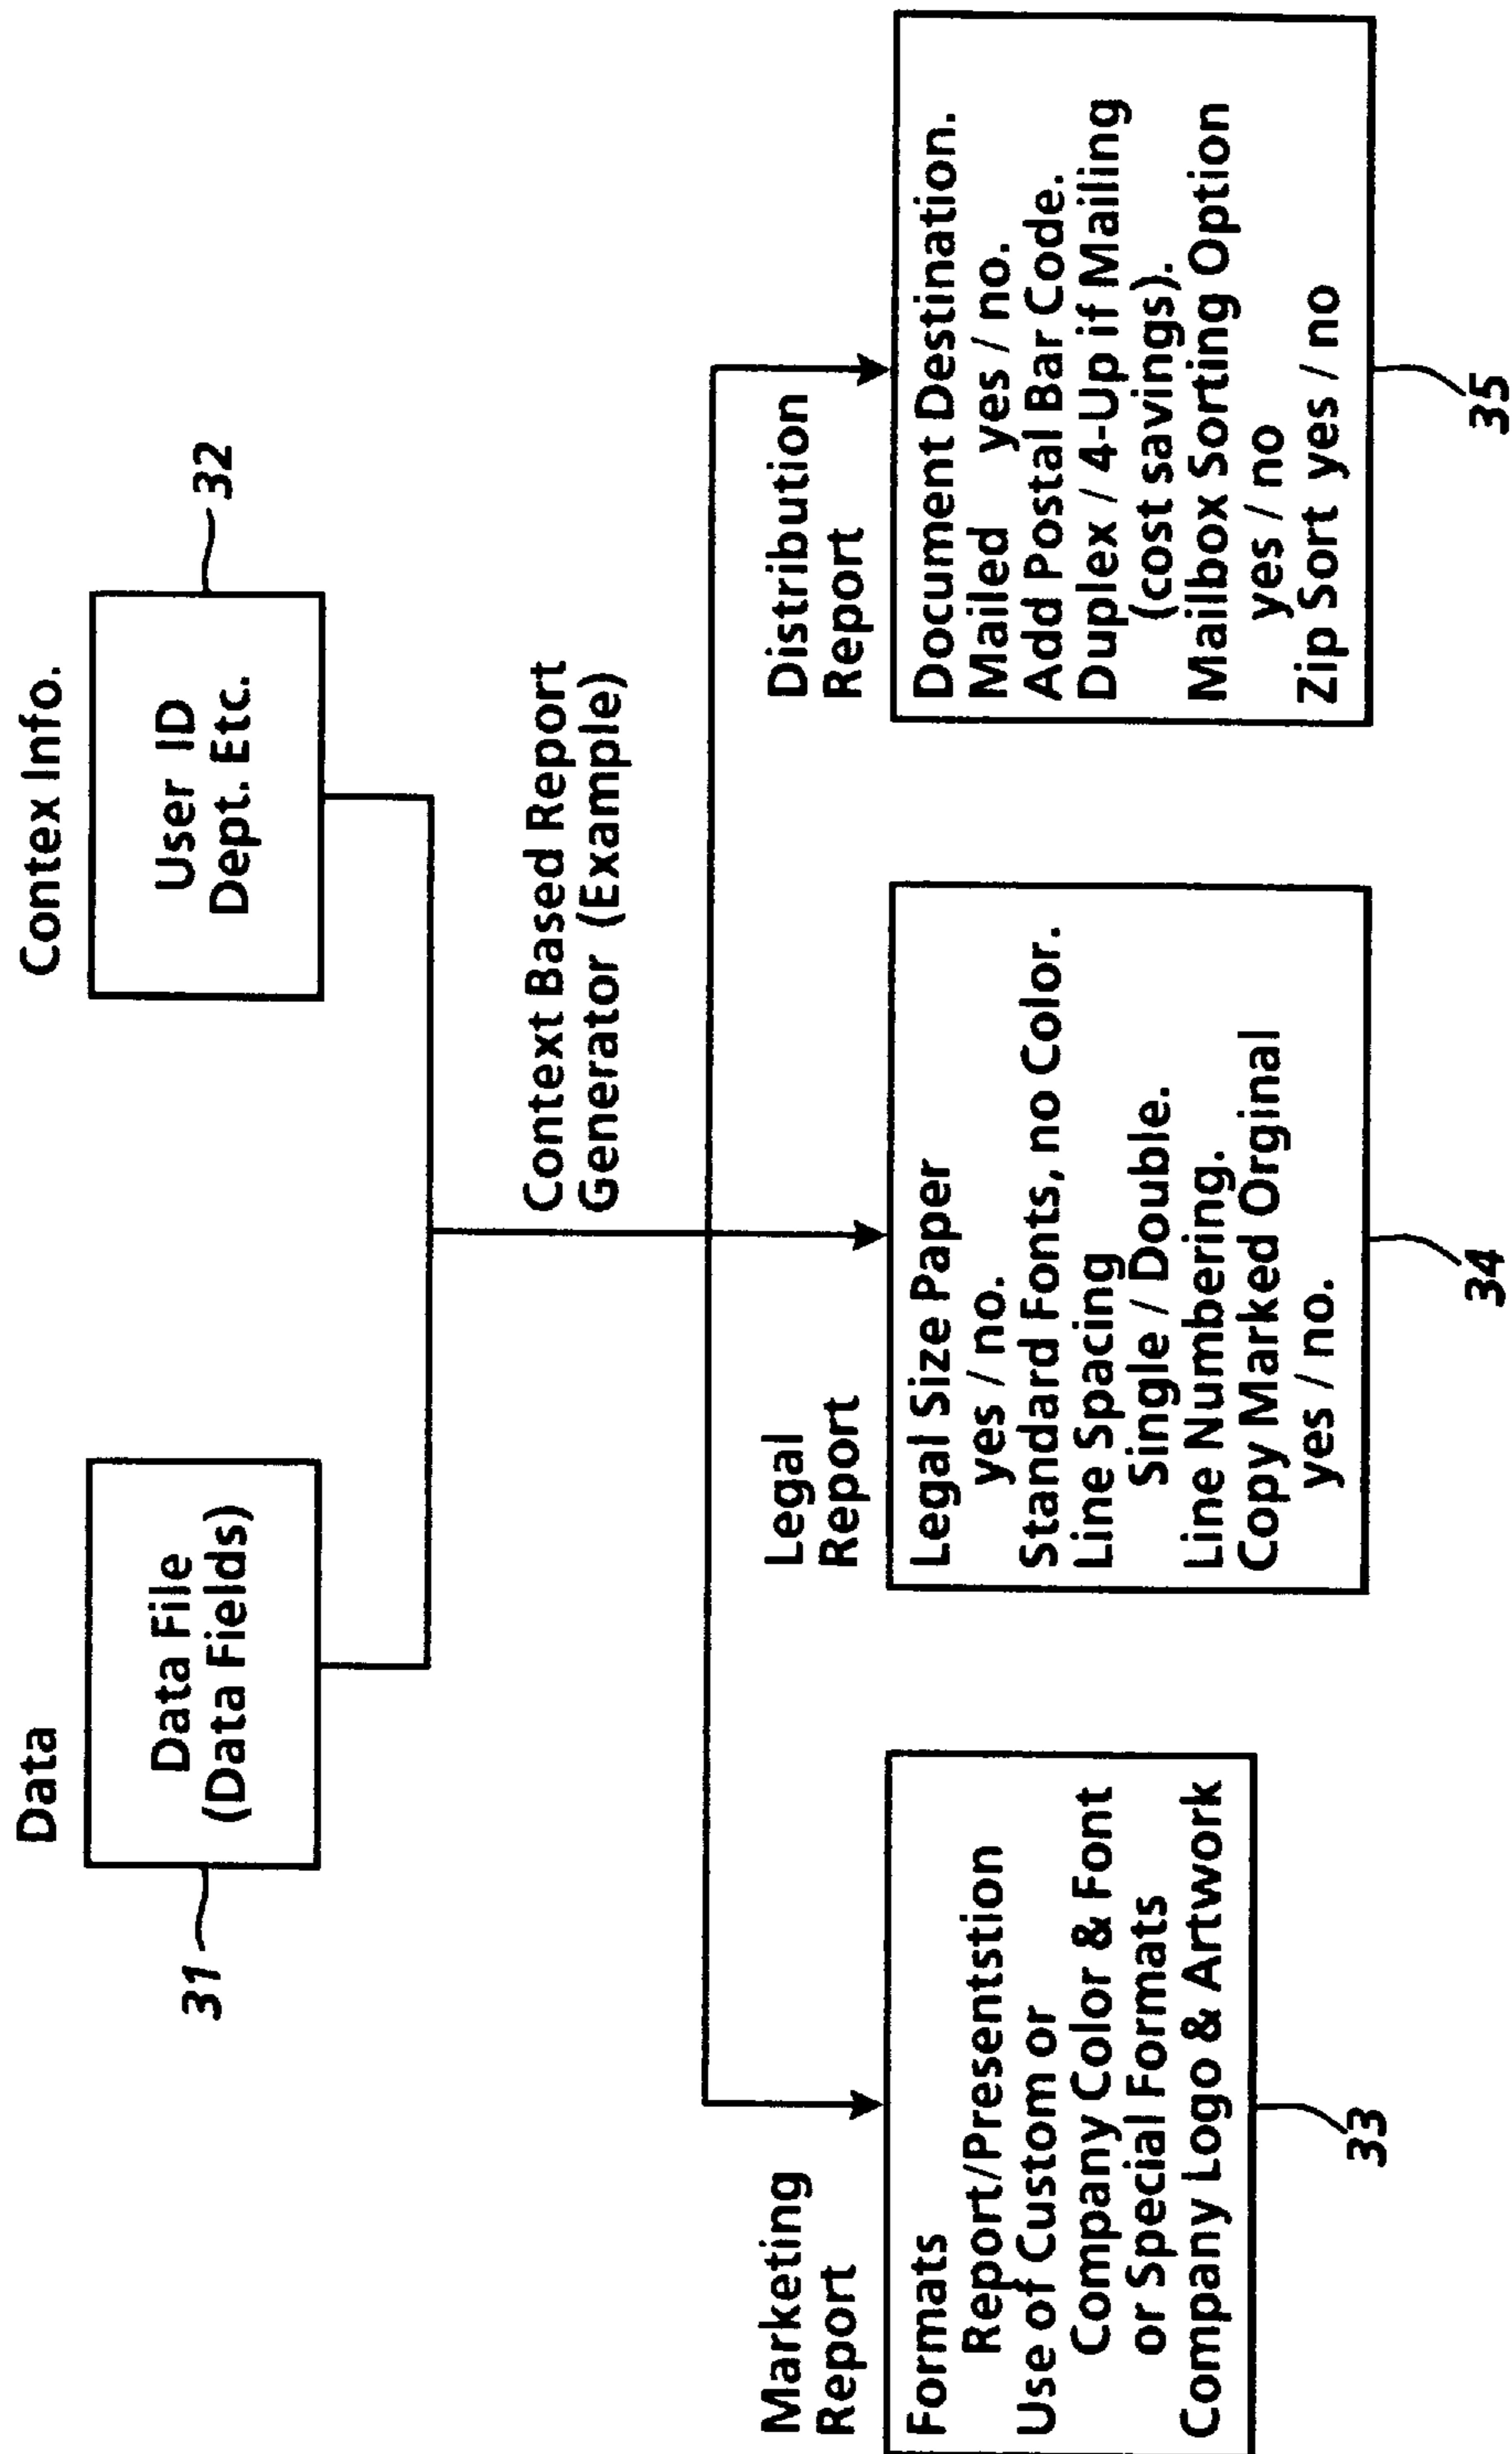 Data
Data File
(Data Fields)
31
Contex Info.
User ID
Dept. Etc.
32
Context Based Report
Generator (Example)
Marketing
Report
Formats
Report/Presentstion
Use of Custom or
Company Color & Font
or Special Formats
Company Logo & Artwork
33
Legal
Report
Legal Size Paper
yes / no.
Standard Fonts, no Color.
Line Spacing
Single / Double.
Line Numbering.
Copy Marked Orginal
yes / no.
34
Distribution
Report
Document Destination.
Mailed yes / no.
Add Postal Bar Code.
Duplex / 4-Up if Mailing
(cost savings).
Mailbox Sorting Option
yes / no
Zip Sort yes / no
35